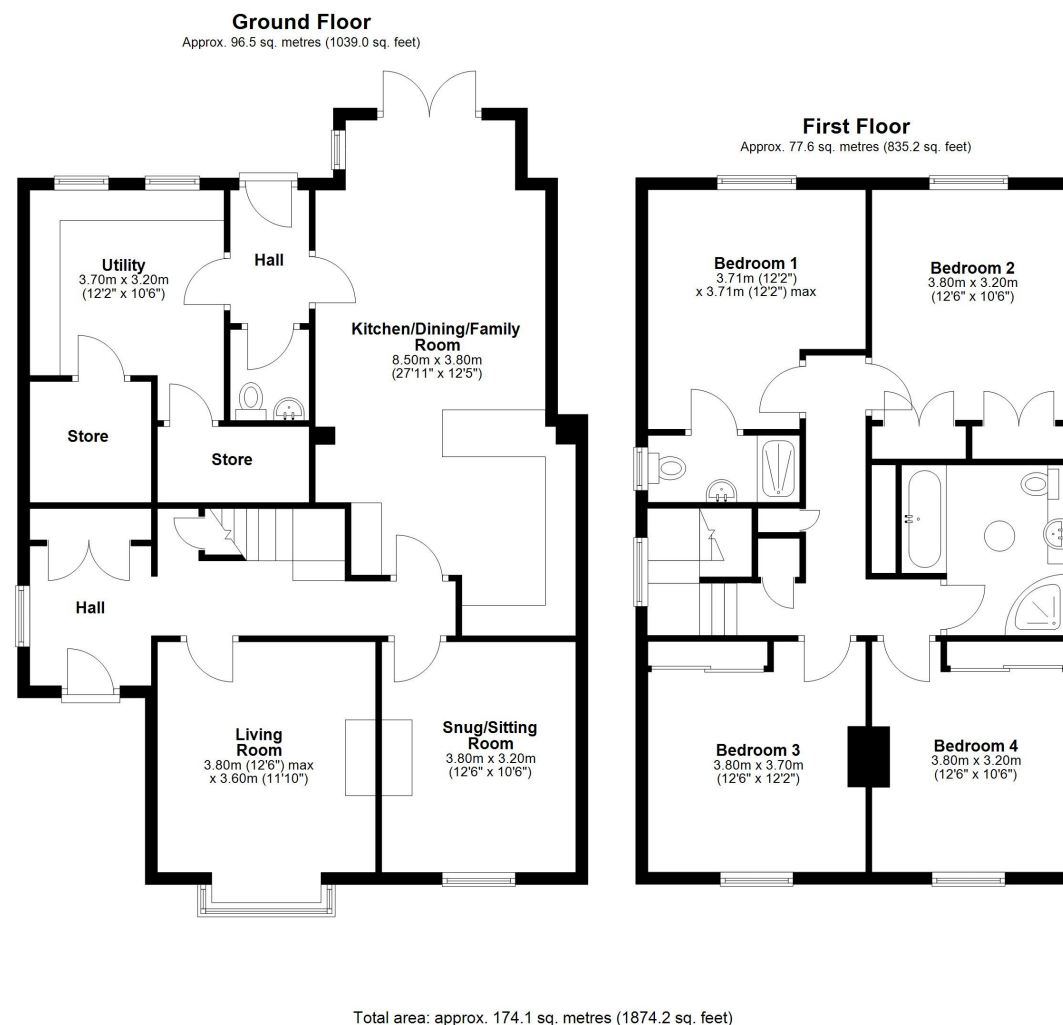 Ground Floor
Approx. 96.5 sq. metres (1039.0 sq. feet)
First Floor
Approx. 77.6 sq. metres (835.2 sq. feet)
Utility
3.70m x 3.20m
(12'2" x 10'6")
Hall
Kitchen/Dining/Family
Room
8.50m x 3.80m
(27'11" x 12'5")
Store
Store
Hall
Living
Room
3.80m (12'6") max
x 3.60m (11'10")
Snug/Sitting
Room
3.80m x 3.20m
(12'6" x 10'6")
Bedroom 1
3.71m (12'2")
x 3.71m (12'2") max
Bedroom 2
3.80m x 3.20m
(12'6" x 10'6")
Bedroom 3
3.80m x 3.70m
(12'6" x 12'2")
Bedroom 4
3.80m x 3.20m
(12'6" x 10'6")
Total area: approx. 174.1 sq. metres (1874.2 sq. feet)